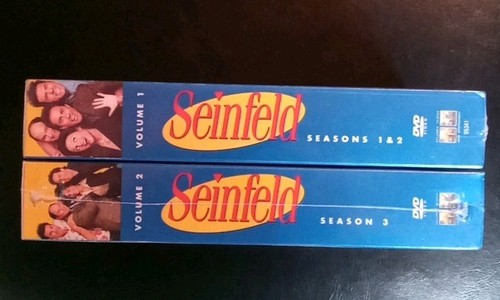 VOLUME 1
Seinfeld
SEASONS 1&2
DVD
VOLUME 2
Seinfeld
SEASON 3
DVD